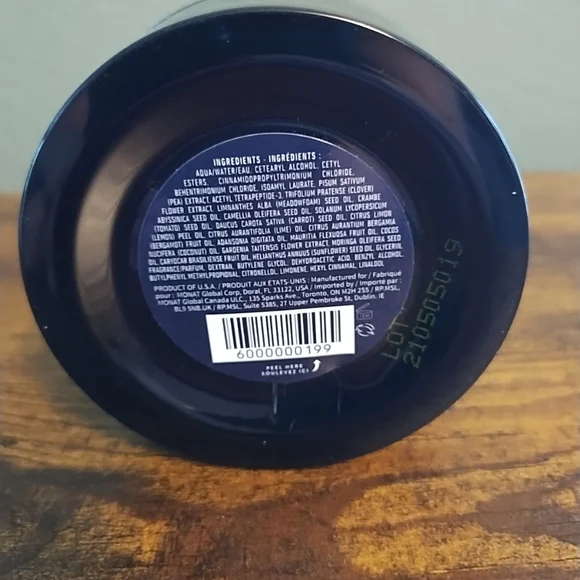 INGREDIENTS · INGRÉDIENTS :
AQUA/WATER/EAU, CETEARYL ALCOHOL, CETYL
ESTERS, CINNAMIDOPROPYLTRIMONIUM CHLORIDE,
BEHENTRIMONIUM CHLORIDE, ISOAMYL LAURATE, PISUM SATIVUM
(PEA) EXTRACT, ACETYL TETRAPEPTIDE-3, TRIFOLIUM PRATENSE (CLOVER)
FLOWER EXTRACT, LIMNANTHES ALBA (MEADOWFOAM) SEED OIL, CRAMBE
ABYSSINICA SEED OIL, CAMELLIA OLEIFERA SEED OIL, SOLANUM LYCOPERSICUM
(TOMATO) SEED OIL, DAUCUS CAROTA SATIVA (CARROT) SEED OIL, CITRUS LIMON
(LEMON) PEEL OIL, CITRUS AURANTIFOLIA (LIME) OIL, CITRUS AURANTIUM BERGAMIA
(BERGAMOT) FRUIT OIL, ADANSONIA DIGITATA OIL, MAURITIA FLEXUOSA FRUIT OIL, COCOS
NUCIFERA (COCONUT) OIL, GARDENIA TAITENSIS FLOWER EXTRACT, MORINGA OLEIFERA SEED
OIL, CARYOCAR BRASILIENSE FRUIT OIL, HELIANTHUS ANNUUS (SUNFLOWER) SEED OIL, GLYCERIN,
FRAGRANCE/PARFUM, DEXTRAN, BUTYLENE GLYCOL, DEHYDROACETIC ACID, BENZYL ALCOHOL,
BUTYLPHENYL METHYLPROPIONAL, CITRONELLOL, LIMONENE, HEXYL CINNAMAL, LINALOOL
PRODUCT OF U.S.A. / PRODUIT AUX ÉTATS-UNIS : Manufactured for / Fabriqué
pour : MONAT Global Corp, Doral, FL 33122, USA / Imported by / Importé par :
MONAT Global Canada ULC., 135 Sparks Ave., Toronto, ON M2H 2S5 / RP.MSL,
BL9 5NB.UK / RP.MSL, Suite 5385, 27 Upper Pembroke St, Dublin. IE
6000000199
PEEL HERE
SOULEVEZ ICI
LOT.
210505019